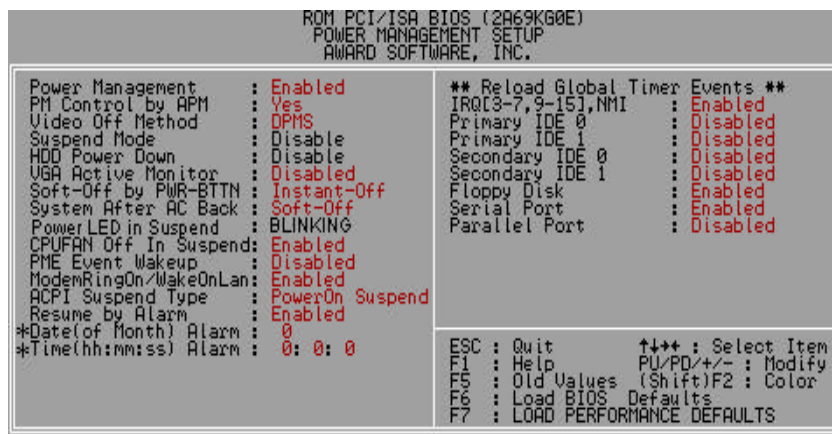 ROM PCI/ISA BIOS (2A69KG0E)
POWER MANAGEMENT SETUP
AWARD SOFTWARE, INC.
Power Management : Enabled
PM Control by APM : Yes
Video Off Method : DPMS
Suspend Mode : Disable
HDD Power Down : Disable
VGA Active Monitor : Disabled
Soft-Off by PWR-BTTN : Instant-Off
System After AC Back : Soft-Off
Power LED in Suspend : BLINKING
CPUFAN Off In Suspend: Enabled
PME Event Wakeup : Disabled
ModemRingOn/WakeOnLan: Enabled
ACPI Suspend Type : PowerOn Suspend
Resume by Alarm : Enabled
*Date(of Month) Alarm : 0
*Time(hh:mm:ss) Alarm : 0: 0: 0
** Reload Global Timer Events **
IRQ[3-7,9-15],NMI : Enabled
Primary IDE 0 : Disabled
Primary IDE 1 : Disabled
Secondary IDE 0 : Disabled
Secondary IDE 1 : Disabled
Floppy Disk : Enabled
Serial Port : Enabled
Parallel Port : Disabled
ESC : Quit ↑↓→← : Select Item
F1 : Help PU/PD/+/- : Modify
F5 : Old Values (Shift)F2 : Color
F6 : Load BIOS Defaults
F7 : LOAD PERFORMANCE DEFAULTS